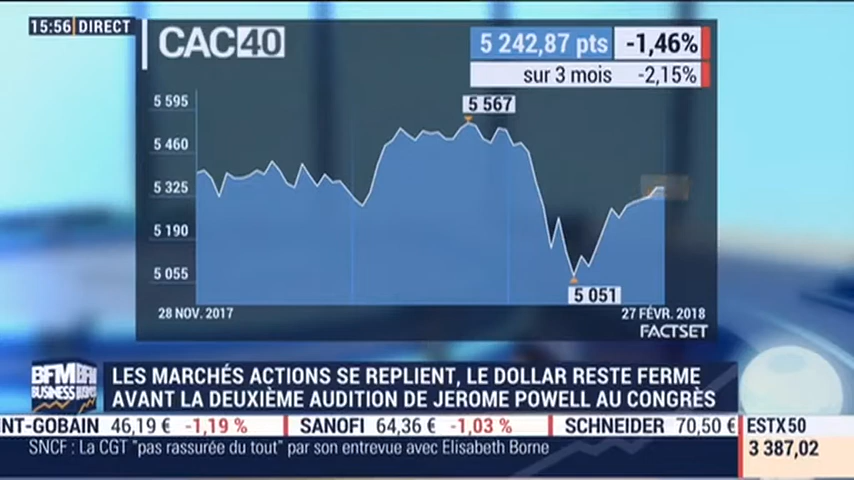 15:56 DIRECT
CAC40
5 242,87 pts -1,46%
sur 3 mois -2,15%
5 595
5 567
5 460
5 325
5 190
5 055
5 051
28 NOV. 2017
27 FÉVR. 2018
FACTSET
BFM BUSINESS
LES MARCHÉS ACTIONS SE REPLIENT, LE DOLLAR RESTE FERME
AVANT LA DEUXIÈME AUDITION DE JEROME POWELL AU CONGRÈS
NT-GOBAIN 46,19 € -1,19 % SANOFI 64,36 € -1,03 % SCHNEIDER 70,50 €
ESTX50
SNCF : La CGT "pas rassurée du tout" par son entrevue avec Elisabeth Borne
3 387,02